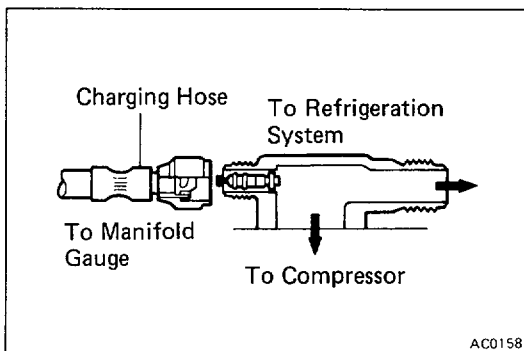 Charging Hose
To Refrigeration
System
To Manifold
Gauge
To Compressor
AC0158